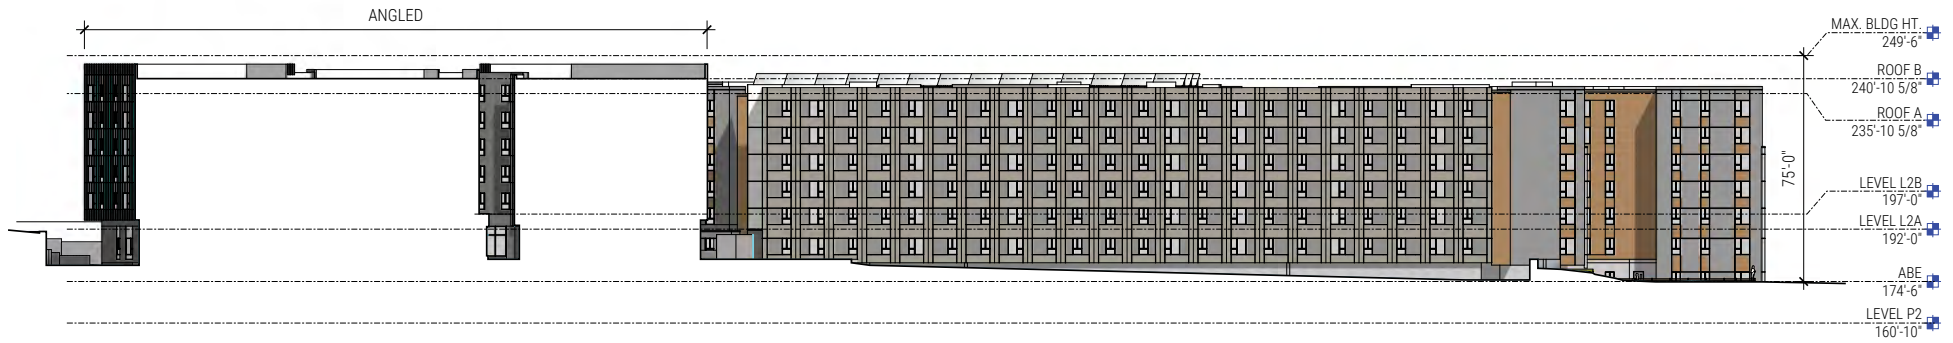 ANGLED
MAX. BLDG HT.
249'-6"
ROOF B
240'-10 5/8"
ROOF A
235'-10 5/8"
75'-0"
LEVEL L2B
197'-0"
LEVEL L2A
192'-0"
ABE
174'-6"
LEVEL P2
160'-10"